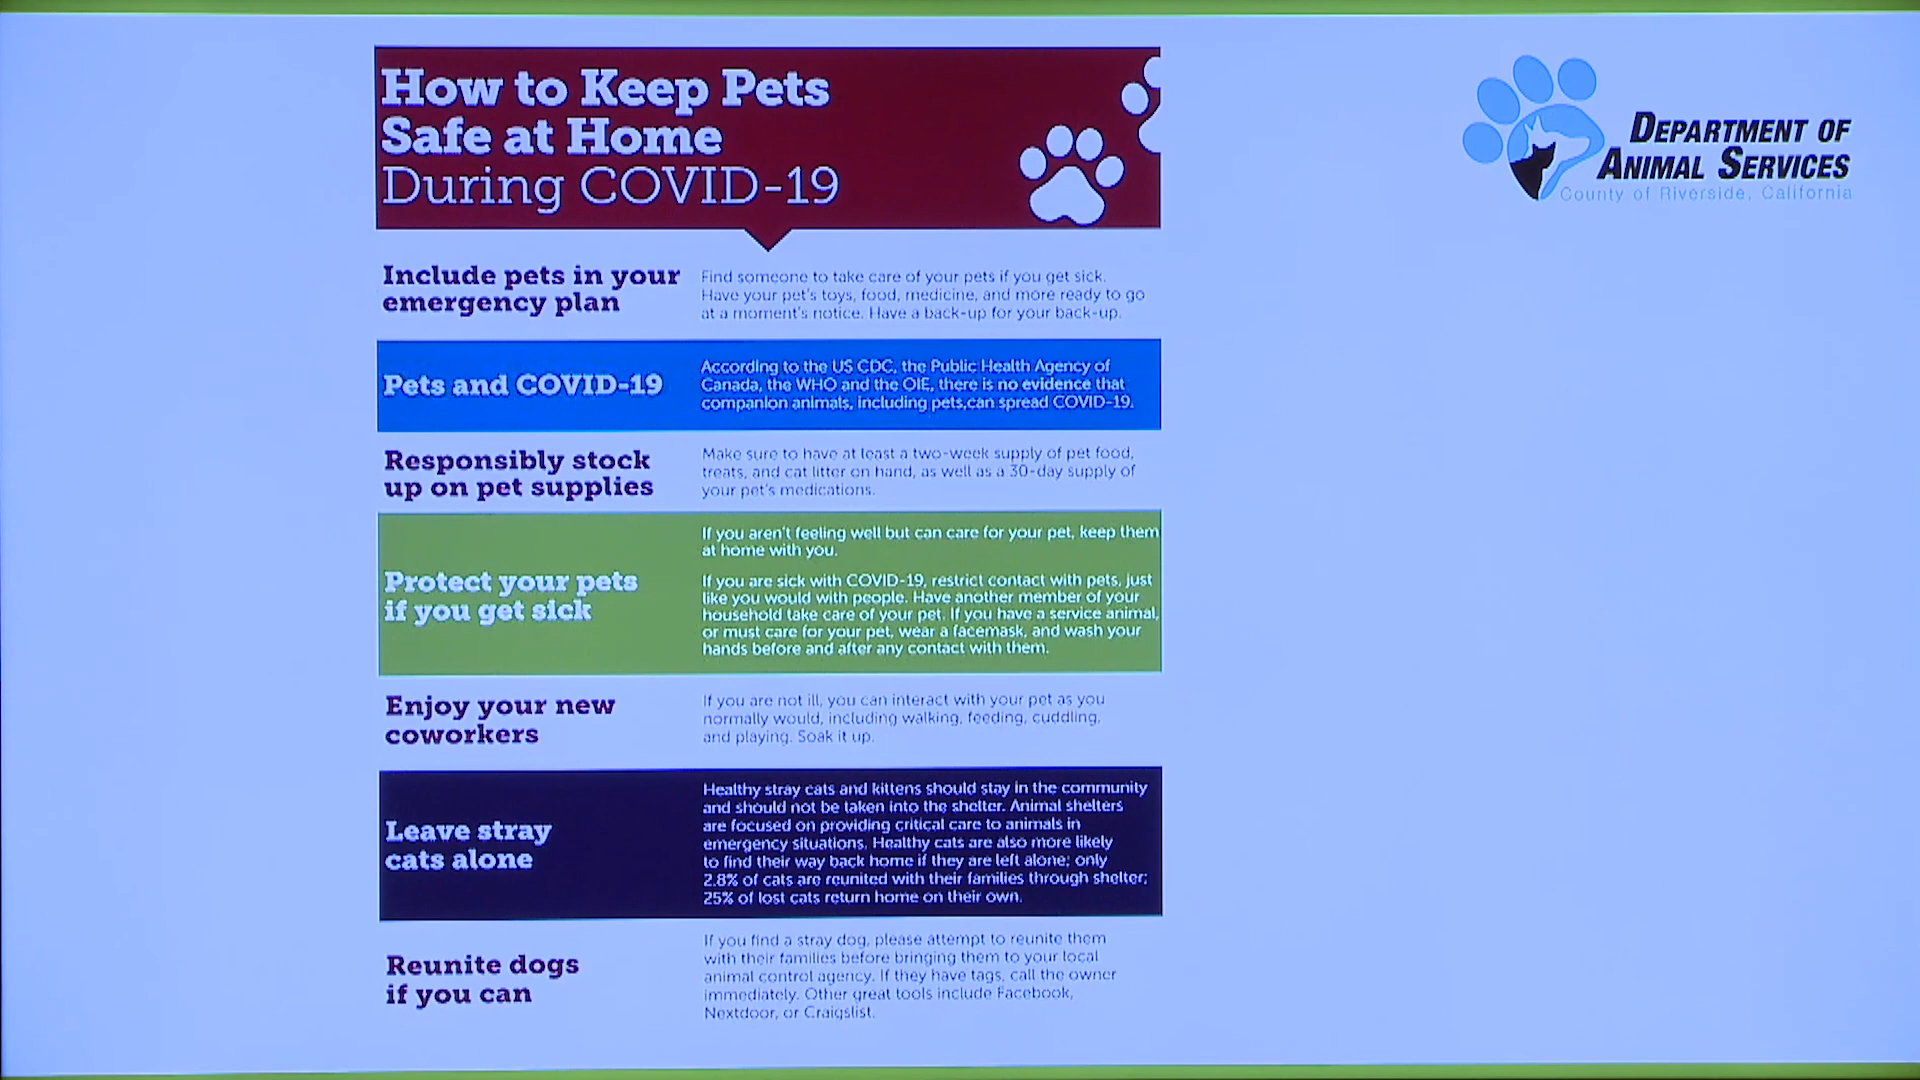 How to Keep Pets
Safe at Home
During COVID-19
DEPARTMENT OF
ANIMAL SERVICES
County of Riverside, California
Include pets in your
emergency plan
Find someone to take care of your pets if you get sick.
Have your pet's toys, food, medicine, and more ready to go
at a moment's notice. Have a back-up for your back-up.
Pets and COVID-19
According to the US CDC, the Public Health Agency of
Canada, the WHO and the OIE, there is no evidence that
companion animals, including pets,can spread COVID-19.
Responsibly stock
up on pet supplies
Make sure to have at least a two-week supply of pet food,
treats, and cat litter on hand, as well as a 30-day supply of
your pet's medications.
Protect your pets
if you get sick
If you aren't feeling well but can care for your pet, keep them
at home with you.
If you are sick with COVID-19, restrict contact with pets, just
like you would with people. Have another member of your
household take care of your pet. If you have a service animal,
or must care for your pet, wear a facemask, and wash your
hands before and after any contact with them.
Enjoy your new
coworkers
If you are not ill, you can interact with your pet as you
normally would, including walking, feeding, cuddling,
and playing. Soak it up.
Leave stray
cats alone
Healthy stray cats and kittens should stay in the community
and should not be taken into the shelter. Animal shelters
are focused on providing critical care to animals in
emergency situations. Healthy cats are also more likely
to find their way back home if they are left alone; only
2.8% of cats are reunited with their families through shelter;
25% of lost cats return home on their own.
Reunite dogs
if you can
If you find a stray dog, please attempt to reunite them
with their families before bringing them to your local
animal control agency. If they have tags, call the owner
immediately. Other great tools include Facebook,
Nextdoor, or Craigslist.